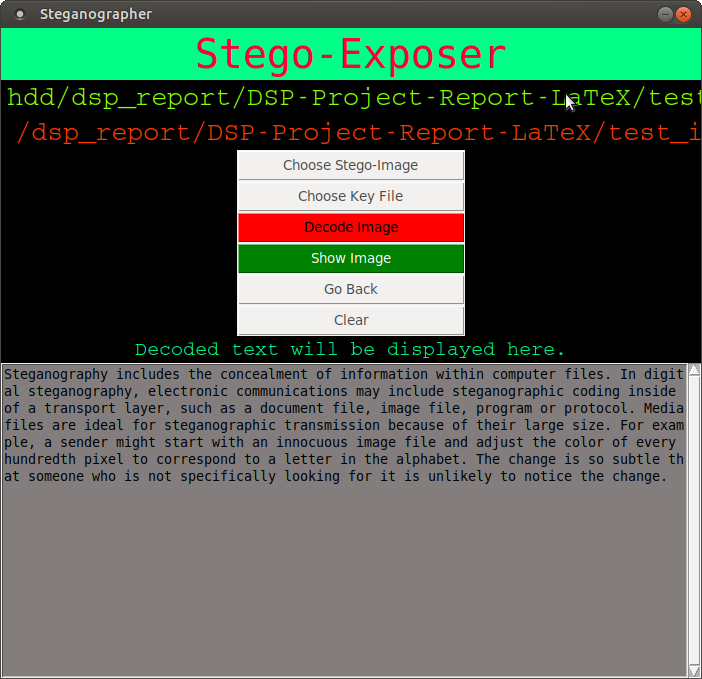 Steganographer
Stego-Exposer
hdd/dsp_report/DSP-Project-Report-LaTeX/test
/dsp_report/DSP-Project-Report-LaTeX/test_i
Choose Stego-Image
Choose Key File
Decode Image
Show Image
Go Back
Clear
Decoded text will be displayed here.
Steganography includes the concealment of information within computer files. In digit
al steganography, electronic communications may include steganographic coding inside
of a transport layer, such as a document file, image file, program or protocol. Media
files are ideal for steganographic transmission because of their large size. For exam
ple, a sender might start with an innocuous image file and adjust the color of every
hundredth pixel to correspond to a letter in the alphabet. The change is so subtle th
at someone who is not specifically looking for it is unlikely to notice the change.